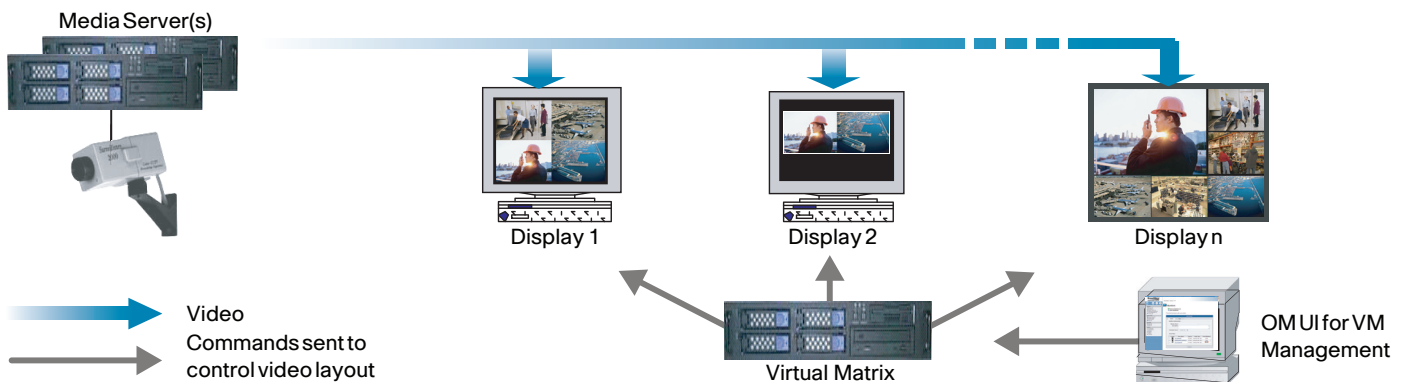 Media Server(s)
Display 1
Display 2
Display n
Video
Commands sent to
control video layout
Virtual Matrix
OM UI for VM
Management